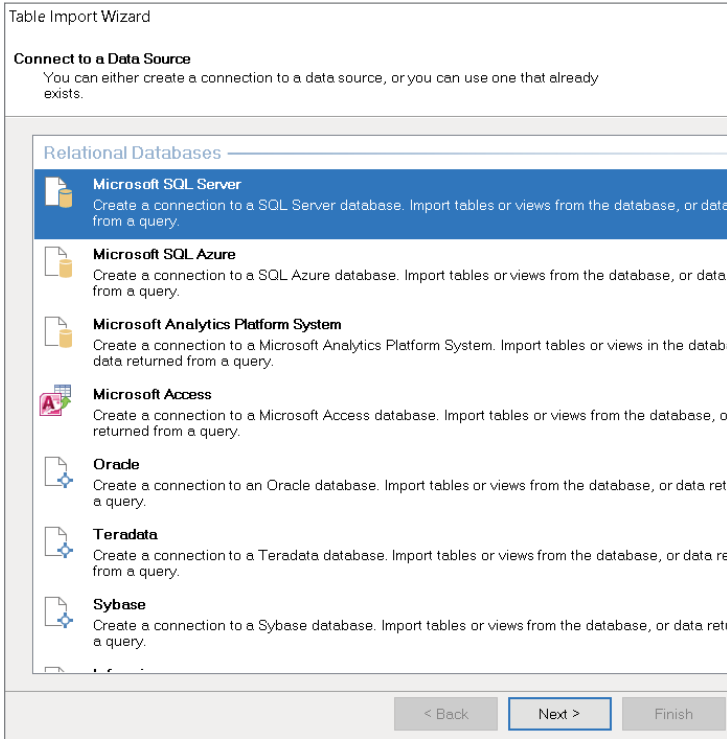 Table Import Wizard
Connect to a Data Source
You can either create a connection to a data source, or you can use one that already
exists.
Relational Databases
Microsoft SQL Server
Create a connection to a SQL Server database. Import tables or views from the database, or data
from a query.
Microsoft SQL Azure
Create a connection to a SQL Azure database. Import tables or views from the database, or data
from a query.
Microsoft Analytics Platform System
Create a connection to a Microsoft Analytics Platform System. Import tables or views in the datab
data returned from a query.
Microsoft Access
Create a connection to a Microsoft Access database. Import tables or views from the database, o
returned from a query.
Oracle
Create a connection to an Oracle database. Import tables or views from the database, or data ret
a query.
Teradata
Create a connection to a Teradata database. Import tables or views from the database, or data re
from a query.
Sybase
Create a connection to a Sybase database. Import tables or views from the database, or data retu
a query.
< Back Next > Finish